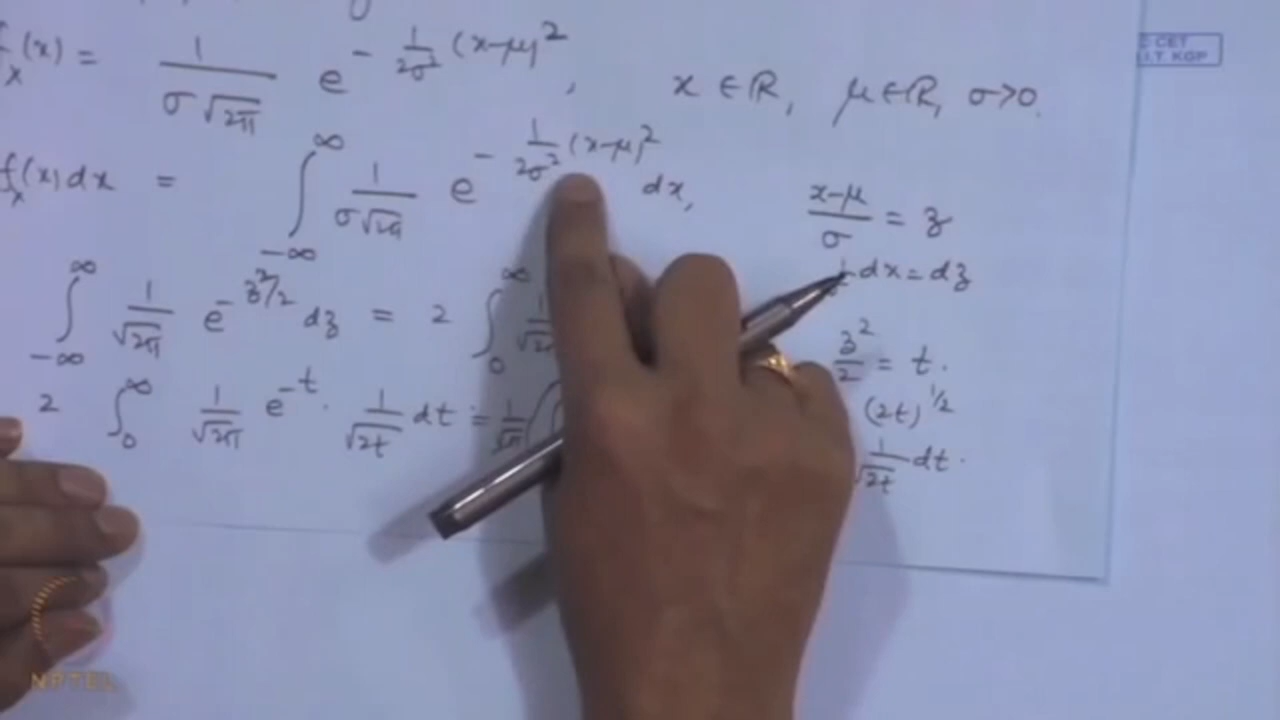 f_x(x) = 1/(σ√2π) e^{- 1/(2σ²) (x-μ)²}, x ∈ ℝ, μ ∈ ℝ, σ>0.
CET
I.T. KGP
f_x(x)dx = ∫_{-∞}^{∞} 1/(σ√2π) e^{- 1/(2σ²) (x-μ)²} dx,
(x-μ)/σ = z
dx = dz
∫_{-∞}^{∞} 1/√2π e^{-z²/2} dz = 2 ∫_0^∞
z²/2 = t.
2 ∫_0^∞ 1/√2π e^{-t} · 1/√2t dt = 1/√π
(2t)^{1/2}
1/√2t dt.
NPTEL